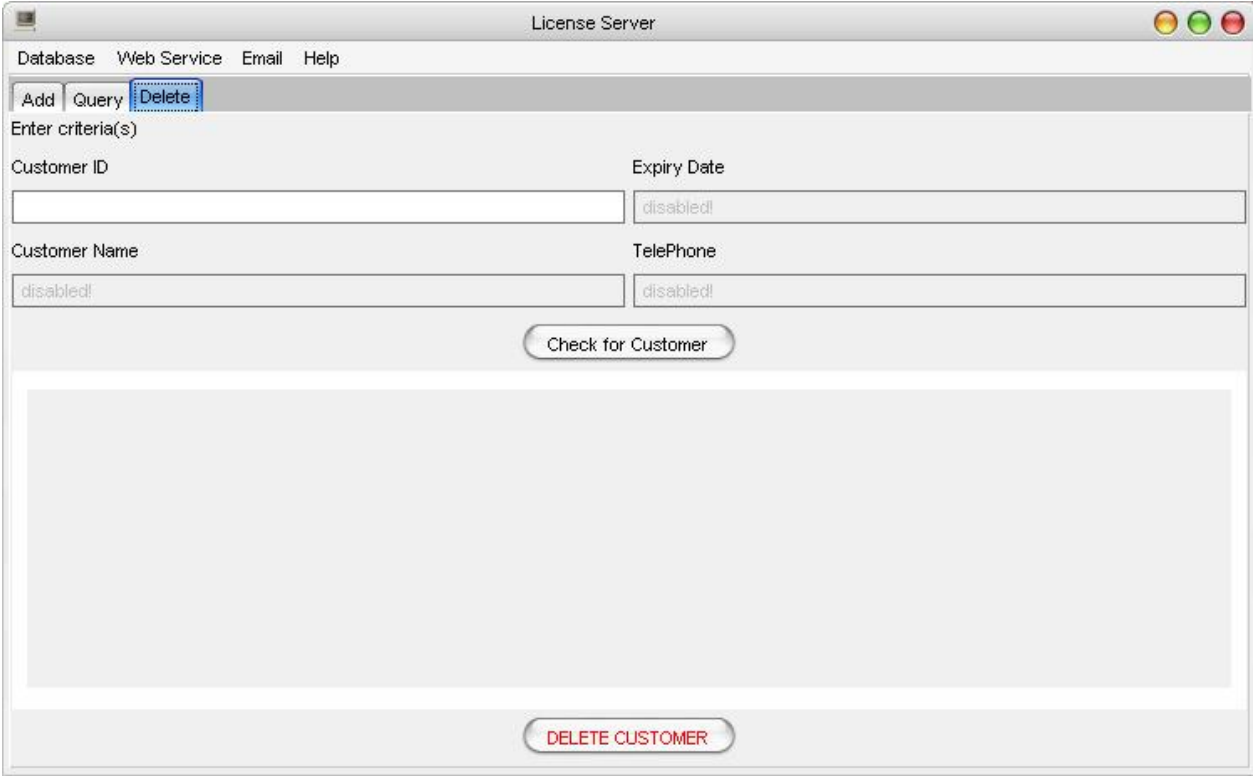 License Server
Database Web Service Email Help
Add Query Delete
Enter criteria(s)
Customer ID Expiry Date
disabled!
Customer Name TelePhone
disabled! disabled!
Check for Customer
DELETE CUSTOMER